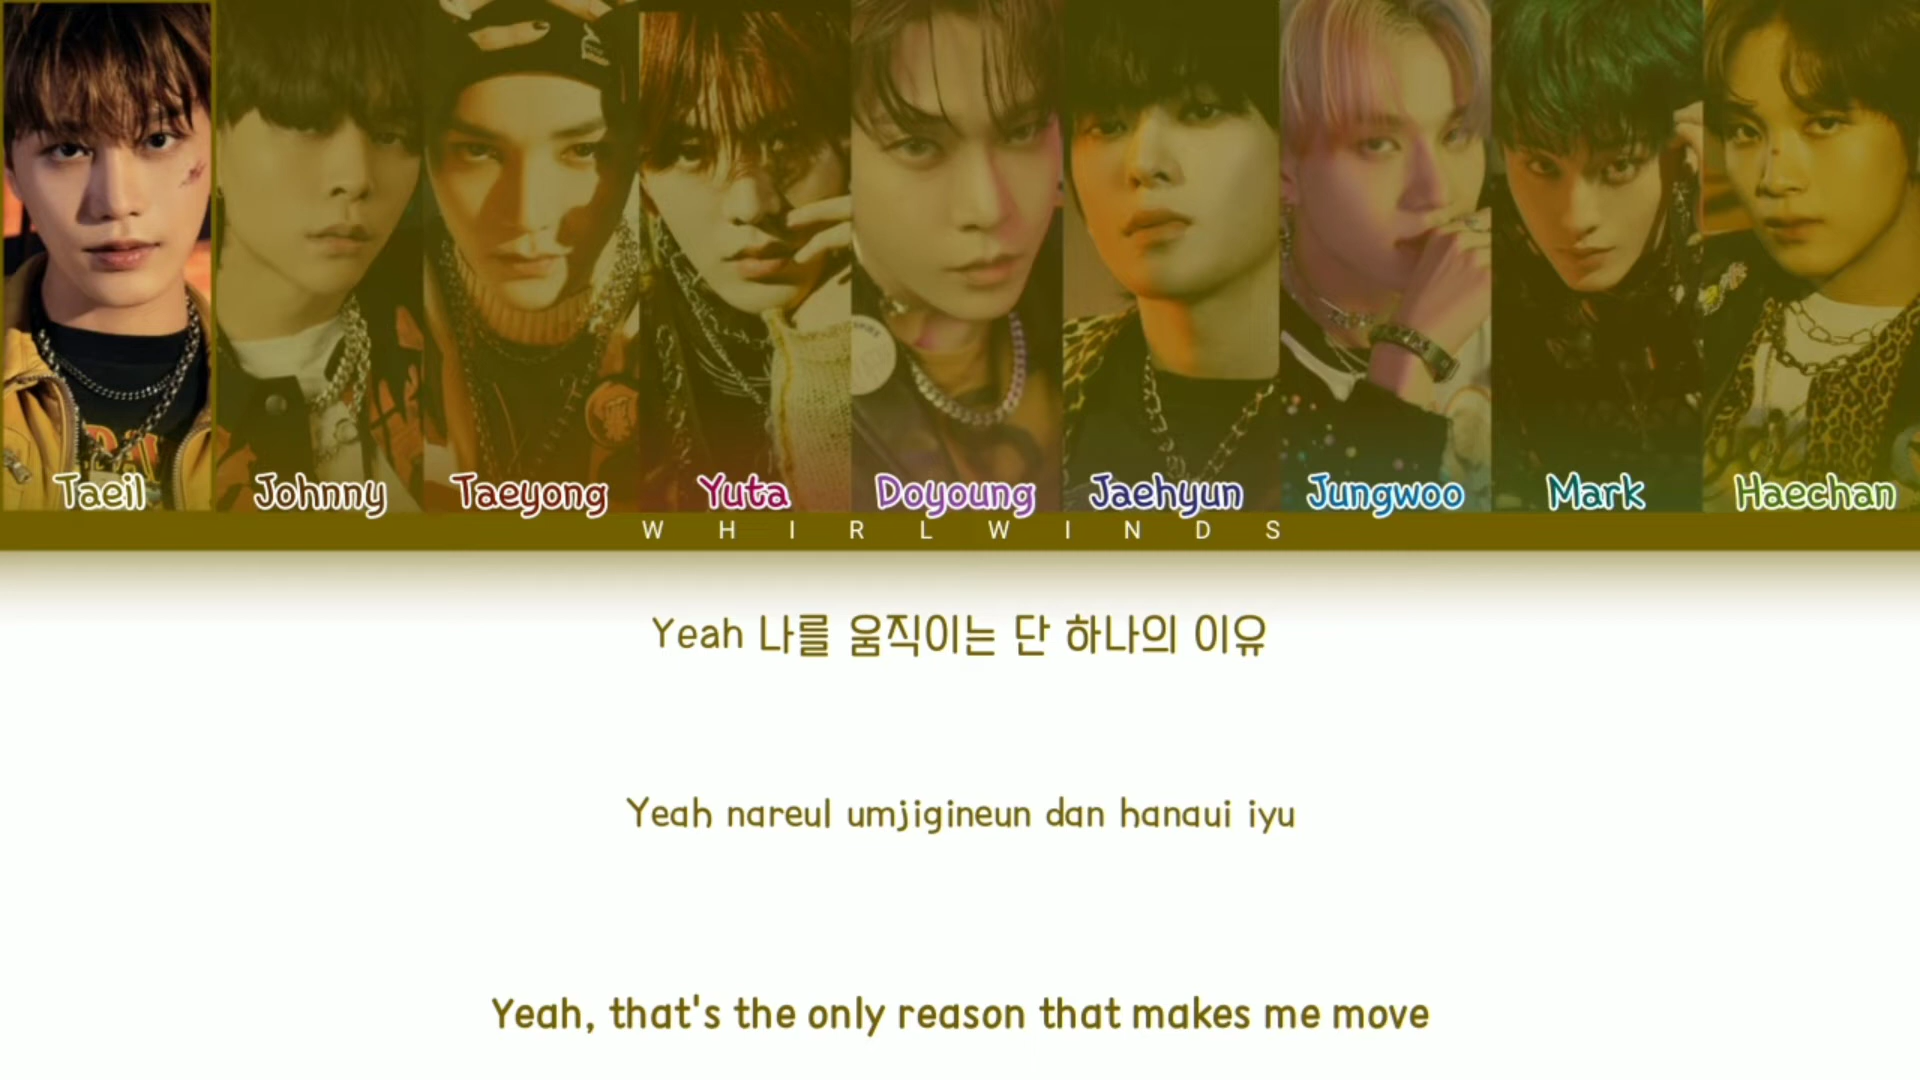 Taeil Johnny Taeyong Yuta Doyoung Jaehyun Jungwoo Mark Haechan
WHIRLWINDS
Yeah 나를 움직이는 단 하나의 이유
Yeah nareul umjigineun dan hanaui iyu
Yeah, that's the only reason that makes me move